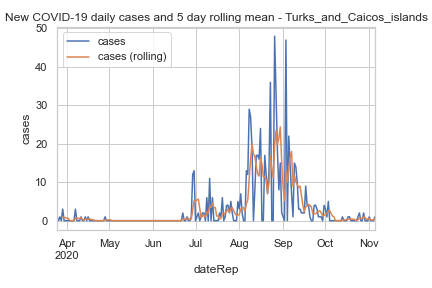 New COVID-19 daily cases and 5 day rolling mean - Turks_and_Caicos_islands
cases
cases (rolling)
50
40
30
20
10
0
cases
Apr May Jun Jul Aug Sep Oct Nov
2020
dateRep